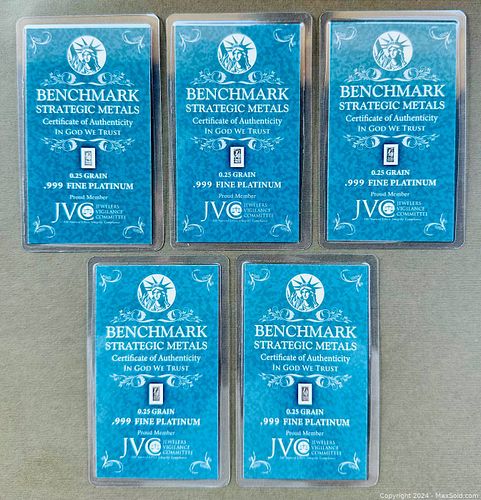 BENCHMARK
STRATEGIC METALS
Certificate of Authenticity
IN GOD WE TRUST
0.25 GRAIN
.999 FINE PLATINUM
Proud Member
JVC JEWELERS
VIGILANCE
COMMITTEE
BENCHMARK
STRATEGIC METALS
Certificate of Authenticity
IN GOD WE TRUST
0.25 GRAIN
.999 FINE PLATINUM
Proud Member
JVC JEWELERS
VIGILANCE
COMMITTEE
BENCHMARK
STRATEGIC METALS
Certificate of Authenticity
IN GOD WE TRUST
0.25 GRAIN
.999 FINE PLATINUM
Proud Member
JVC JEWELERS
VIGILANCE
COMMITTEE
BENCHMARK
STRATEGIC METALS
Certificate of Authenticity
IN GOD WE TRUST
0.25 GRAIN
.999 FINE PLATINUM
Proud Member
JVC JEWELERS
VIGILANCE
COMMITTEE
BENCHMARK
STRATEGIC METALS
Certificate of Authenticity
IN GOD WE TRUST
0.25 GRAIN
.999 FINE PLATINUM
Proud Member
JVC JEWELERS
VIGILANCE
COMMITTEE
Copyright © 2024 - MaxSold.com